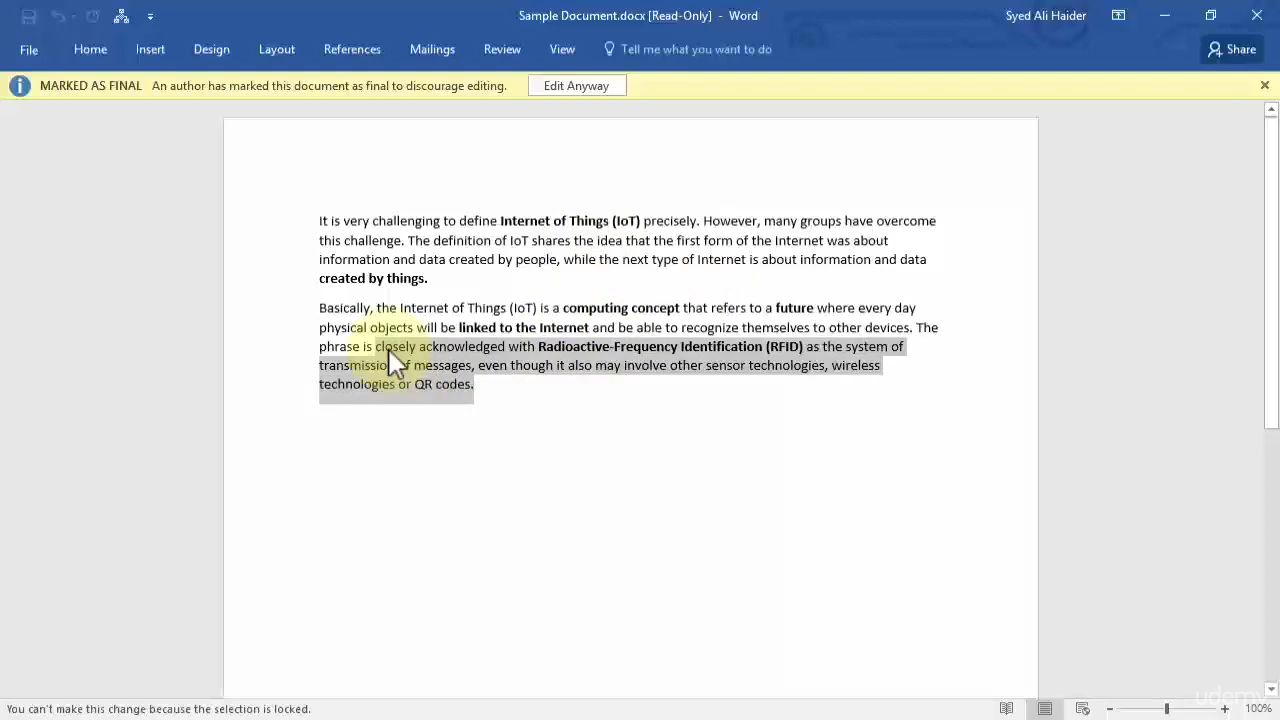 Sample Document.docx [Read-Only] - Word
Syed Ali Haider
File Home Insert Design Layout References Mailings Review View Tell me what you want to do Share
MARKED AS FINAL An author has marked this document as final to discourage editing. Edit Anyway
It is very challenging to define Internet of Things (IoT) precisely. However, many groups have overcome
this challenge. The definition of IoT shares the idea that the first form of the Internet was about
information and data created by people, while the next type of Internet is about information and data
created by things.
Basically, the Internet of Things (IoT) is a computing concept that refers to a future where every day
physical objects will be linked to the Internet and be able to recognize themselves to other devices. The
phrase is closely acknowledged with Radioactive-Frequency Identification (RFID) as the system of
transmission of messages, even though it also may involve other sensor technologies, wireless
technologies or QR codes.
udemy
You can't make this change because the selection is locked.
100%